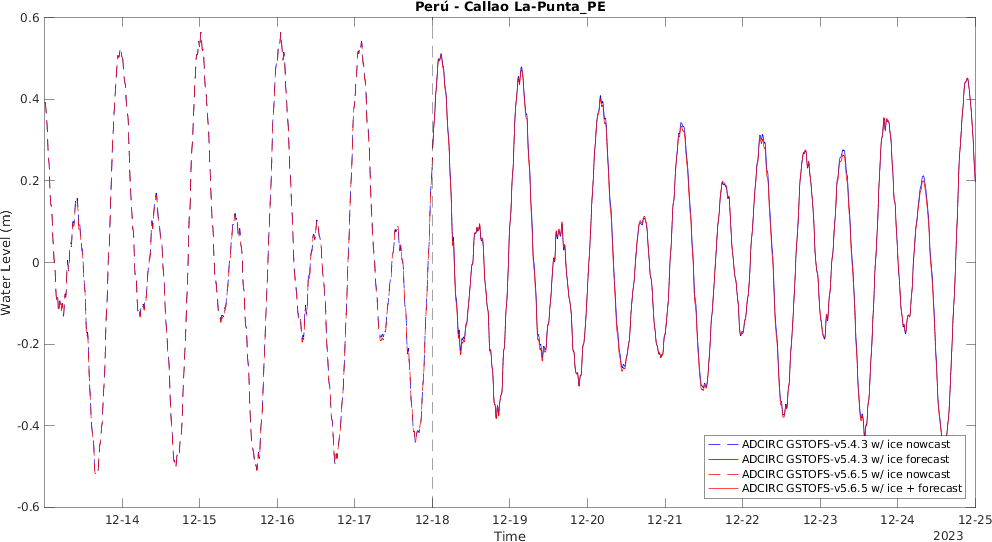 Perú - Callao La-Punta_PE
0.6
0.4
0.2
0
-0.2
-0.4
-0.6
Water Level (m)
ADCIRC GSTOFS-v5.4.3 w/ ice nowcast
ADCIRC GSTOFS-v5.4.3 w/ ice forecast
ADCIRC GSTOFS-v5.6.5 w/ ice nowcast
ADCIRC GSTOFS-v5.6.5 w/ ice + forecast
12-14 12-15 12-16 12-17 12-18 12-19 12-20 12-21 12-22 12-23 12-24 12-25
Time
2023